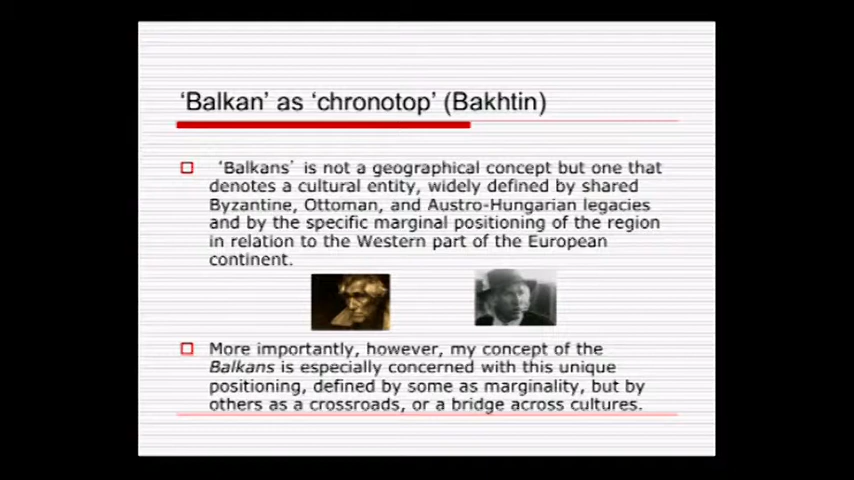 ‘Balkan’ as ‘chronotop’ (Bakhtin)
‘Balkans’ is not a geographical concept but one that
denotes a cultural entity, widely defined by shared
Byzantine, Ottoman, and Austro-Hungarian legacies
and by the specific marginal positioning of the region
in relation to the Western part of the European
continent.
More importantly, however, my concept of the
Balkans is especially concerned with this unique
positioning, defined by some as marginality, but by
others as a crossroads, or a bridge across cultures.